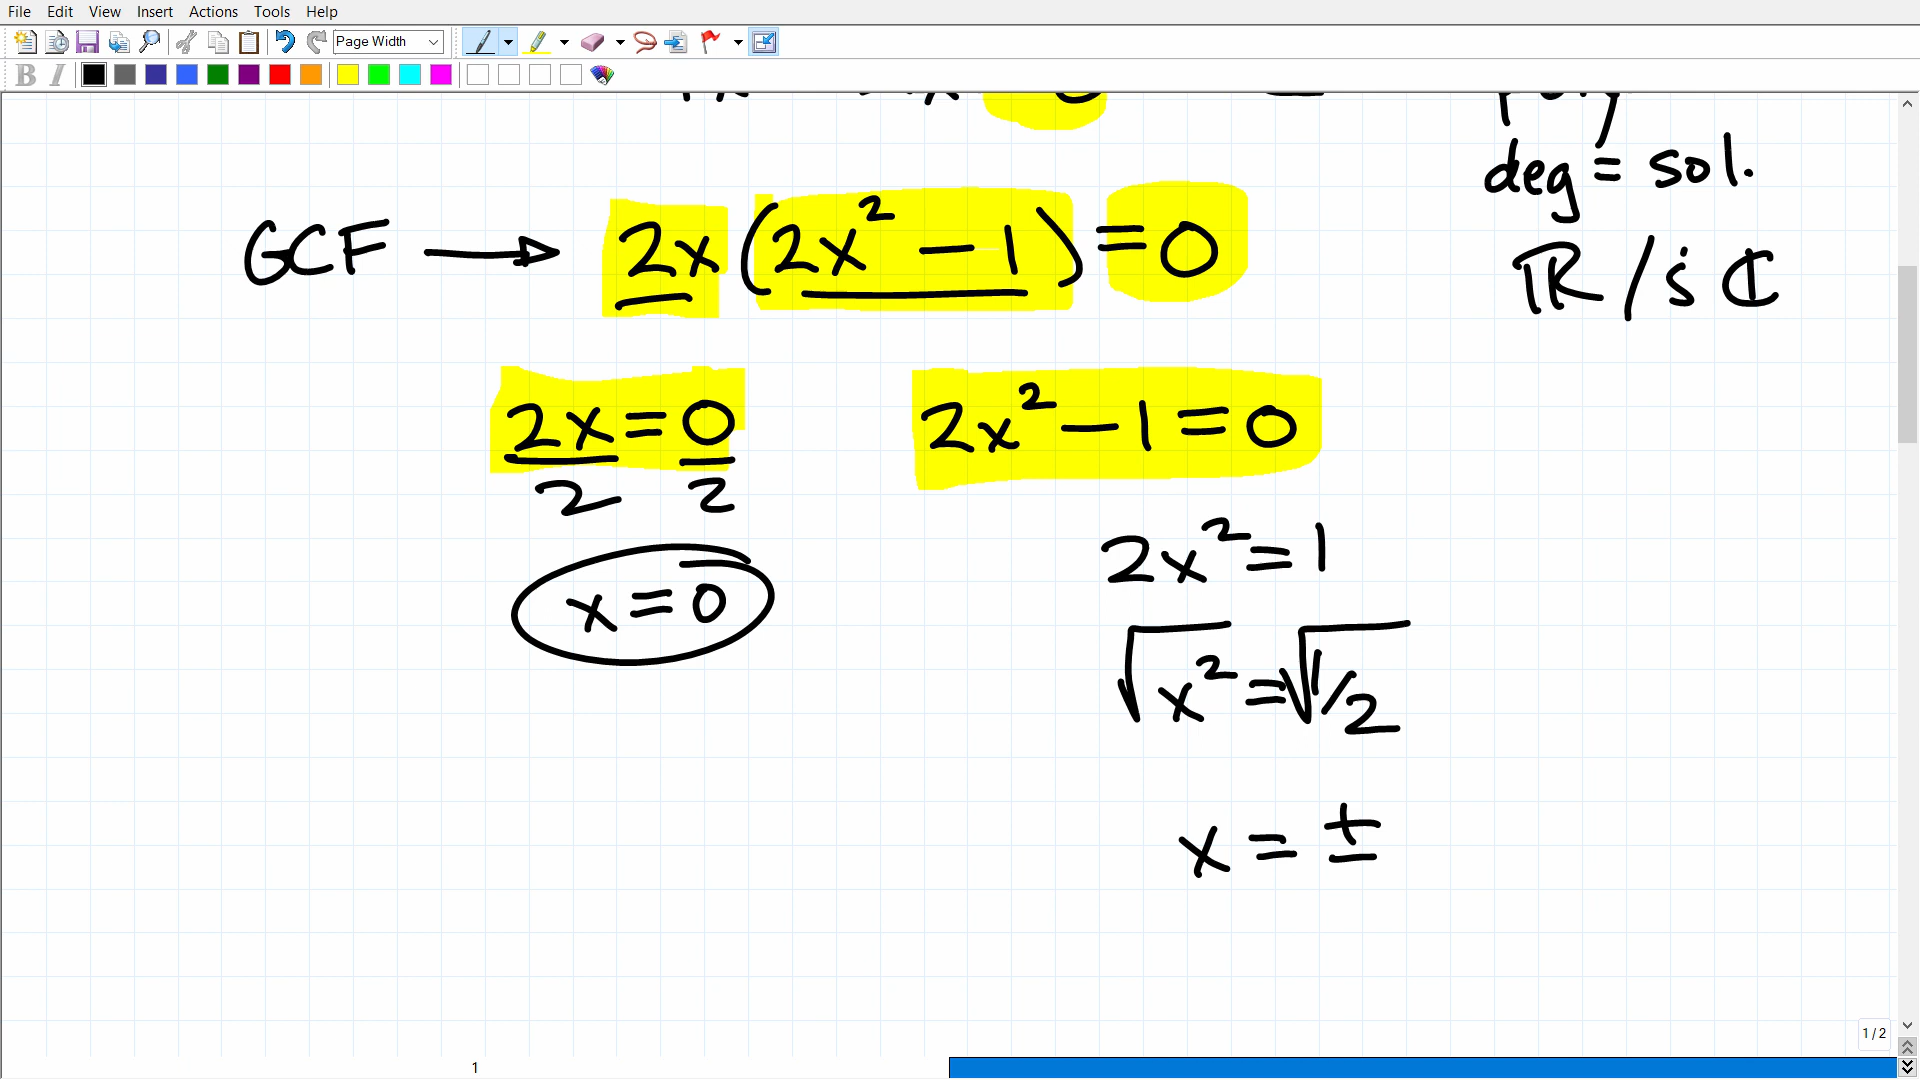 File Edit View Insert Actions Tools Help
Page Width
B I
deg = sol.
GCF → 2x(2x² - 1) = 0
ℝ / i ℂ
2x = 0
2 2
2x² - 1 = 0
x = 0
2x² = 1
√x² = √1/2
x = ±
1 / 2
1